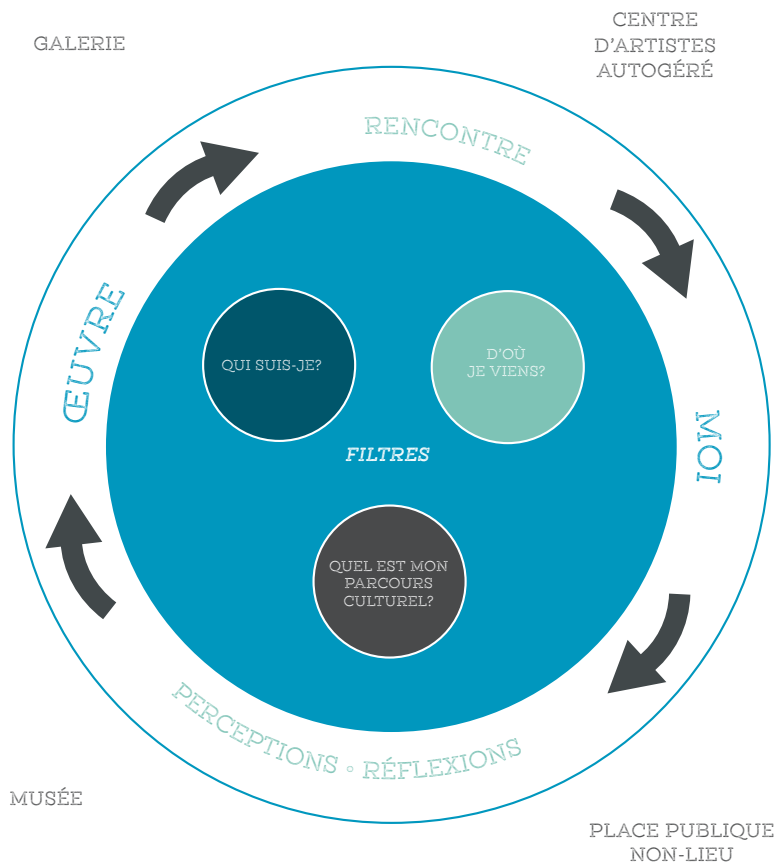 GALERIE
CENTRE
D'ARTISTES
AUTOGÉRÉ
RENCONTRE
ŒUVRE
QUI SUIS-JE?
D'OÙ
JE VIENS?
MOI
FILTRES
QUEL EST MON
PARCOURS
CULTUREL?
PERCEPTIONS • RÉFLEXIONS
MUSÉE
PLACE PUBLIQUE
NON-LIEU